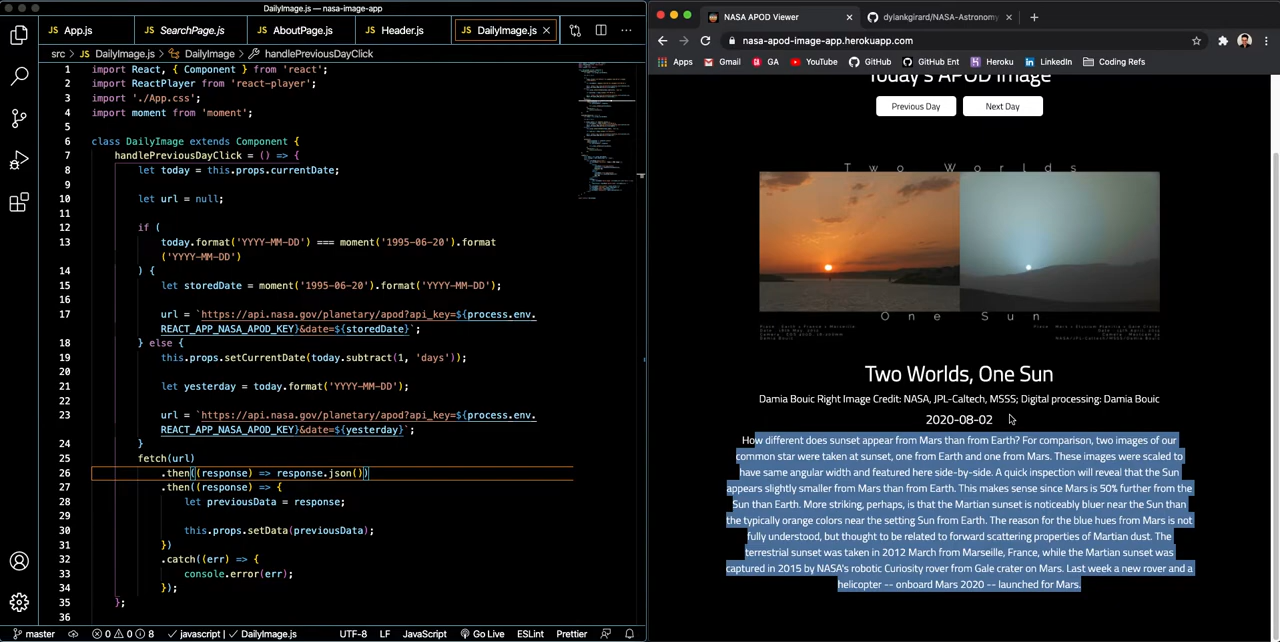 DailyImage.js — nasa-image-app
JS App.js
JS SearchPage.js
JS AboutPage.js
JS Header.js
JS DailyImage.js ×
src > JS DailyImage.js > DailyImage > handlePreviousDayClick
1 import React, { Component } from 'react';
2 import ReactPlayer from 'react-player';
3 import './App.css';
4 import moment from 'moment';
5
6 class DailyImage extends Component {
7 handlePreviousDayClick = () => {
8 let today = this.props.currentDate;
9
10 let url = null;
11
12 if (
13 today.format('YYYY-MM-DD') === moment('1995-06-20').format
('YYYY-MM-DD')
14 ) {
15 let storedDate = moment('1995-06-20').format('YYYY-MM-DD');
16
17 url = `https://api.nasa.gov/planetary/apod?api_key=${process.env.
REACT_APP_NASA_APOD_KEY}&date=${storedDate}`;
18 } else {
19 this.props.setCurrentDate(today.subtract(1, 'days'));
20
21 let yesterday = today.format('YYYY-MM-DD');
22
23 url = `https://api.nasa.gov/planetary/apod?api_key=${process.env.
REACT_APP_NASA_APOD_KEY}&date=${yesterday}`;
24 }
25 fetch(url)
26 .then((response) => response.json())
27 .then((response) => {
28 let previousData = response;
29
30 this.props.setData(previousData);
31 })
32 .catch((err) => {
33 console.error(err);
34 });
35 };
36
master
0 0 8
javascript | DailyImage.js
UTF-8
LF
JavaScript
Go Live
ESLint
Prettier
NASA APOD Viewer ×
dylankgirard/NASA-Astronomy ×
nasa-apod-image-app.herokuapp.com
Apps
Gmail
GA
YouTube
GitHub
GitHub Ent
Heroku
LinkedIn
Coding Refs
Today's APOD Image
Previous Day
Next Day
Two Worlds
One Sun
Damia Bouic
Two Worlds, One Sun
Damia Bouic Right Image Credit: NASA, JPL-Caltech, MSSS; Digital processing: Damia Bouic
2020-08-02
How different does sunset appear from Mars than from Earth? For comparison, two images of our
common star were taken at sunset, one from Earth and one from Mars. These images were scaled to
have same angular width and featured here side-by-side. A quick inspection will reveal that the Sun
appears slightly smaller from Mars than from Earth. This makes sense since Mars is 50% further from the
Sun than Earth. More striking, perhaps, is that the Martian sunset is noticeably bluer near the Sun than
the typically orange colors near the setting Sun from Earth. The reason for the blue hues from Mars is not
fully understood, but thought to be related to forward scattering properties of Martian dust. The
terrestrial sunset was taken in 2012 March from Marseille, France, while the Martian sunset was
captured in 2015 by NASA's robotic Curiosity rover from Gale crater on Mars. Last week a new rover and a
helicopter -- onboard Mars 2020 -- launched for Mars.